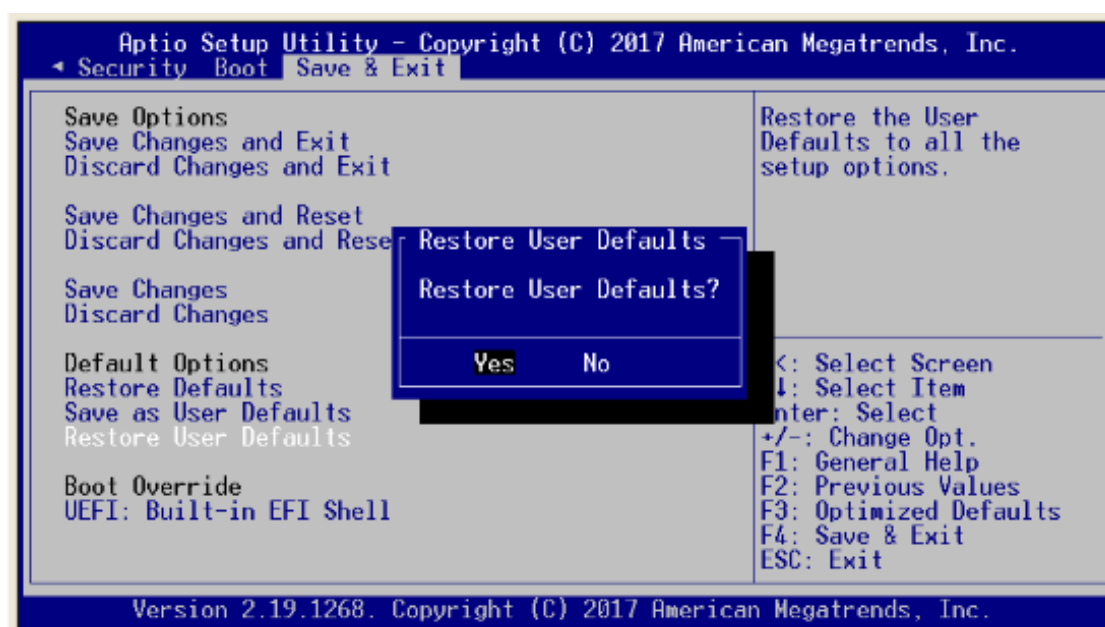 Aptio Setup Utility – Copyright (C) 2017 American Megatrends, Inc.
◄ Security Boot Save & Exit
Save Options
Save Changes and Exit
Discard Changes and Exit
Save Changes and Reset
Discard Changes and Rese
Save Changes
Discard Changes
Default Options
Restore Defaults
Save as User Defaults
Restore User Defaults
Boot Override
UEFI: Built-in EFI Shell
Restore User Defaults
Restore User Defaults?
Yes No
Restore the User
Defaults to all the
setup options.
: Select Screen
: Select Item
nter: Select
+/-: Change Opt.
F1: General Help
F2: Previous Values
F3: Optimized Defaults
F4: Save & Exit
ESC: Exit
Version 2.19.1268. Copyright (C) 2017 American Megatrends, Inc.